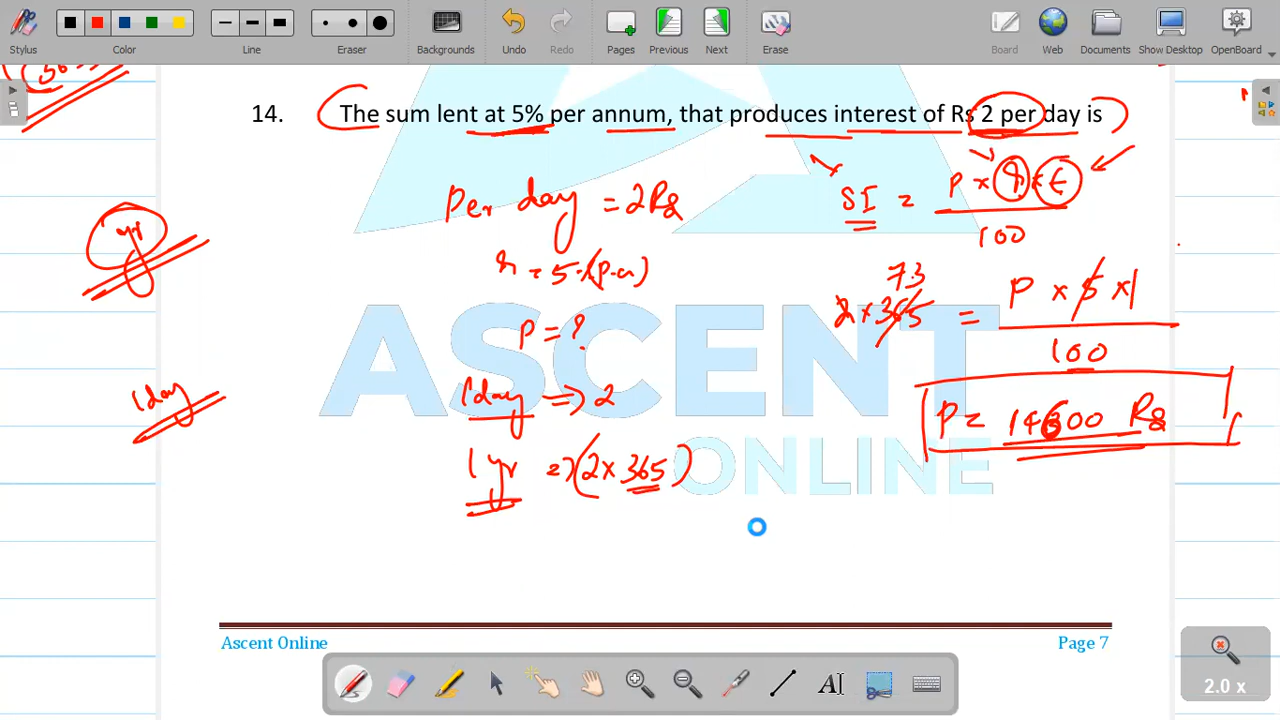 Stylus
Color
Line
Eraser
Backgrounds
Undo
Redo
Pages
Previous
Next
Erase
Board
Web
Documents
Show Desktop
OpenBoard
14. The sum lent at 5% per annum, that produces interest of Rs 2 per day is
Per day = 2Rs
SI = P × r × t
100
yr
r = 5% (p.a)
73
2 × 365 = P × 5 × 1
100
P = ?
1day
1day => 2
P = 14600 Rs
1 yr => (2 × 365)
ASCENT
ONLINE
Ascent Online
Page 7
2.0 x